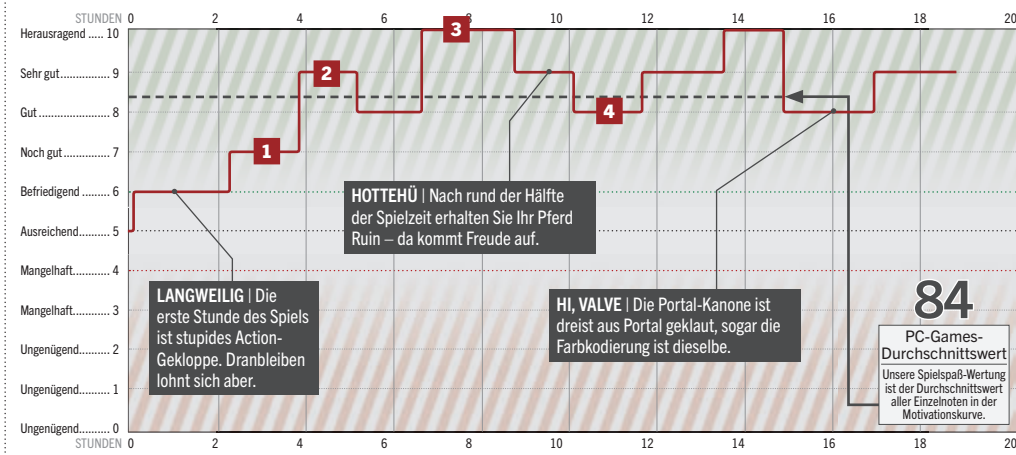 STUNDEN 0 2 4 6 8 10 12 14 16 18 20
Herausragend ..... 10
Sehr gut............... 9
Gut ..................... 8
Noch gut .............. 7
Befriedigend ........ 6
Ausreichend.......... 5
Mangelhaft............ 4
Mangelhaft............ 3
Ungenügend ......... 2
Ungenügend ......... 1
Ungenügend ......... 0
STUNDEN 0 2 4 6 8 10 12 14 16 18 20
1
2
3
4
LANGWEILIG | Die
erste Stunde des Spiels
ist stupides Action-
Gekloppe. Dranbleiben
lohnt sich aber.
HOTTEHÜ | Nach rund der Hälfte
der Spielzeit erhalten Sie Ihr Pferd
Ruin – da kommt Freude auf.
HI, VALVE | Die Portal-Kanone ist
dreist aus Portal geklaut, sogar die
Farbkodierung ist dieselbe.
84
PC-Games-
Durchschnittswert
Unsere Spielspaß-Wertung
ist der Durchschnittswert
aller Einzelnoten in der
Motivationskurve.